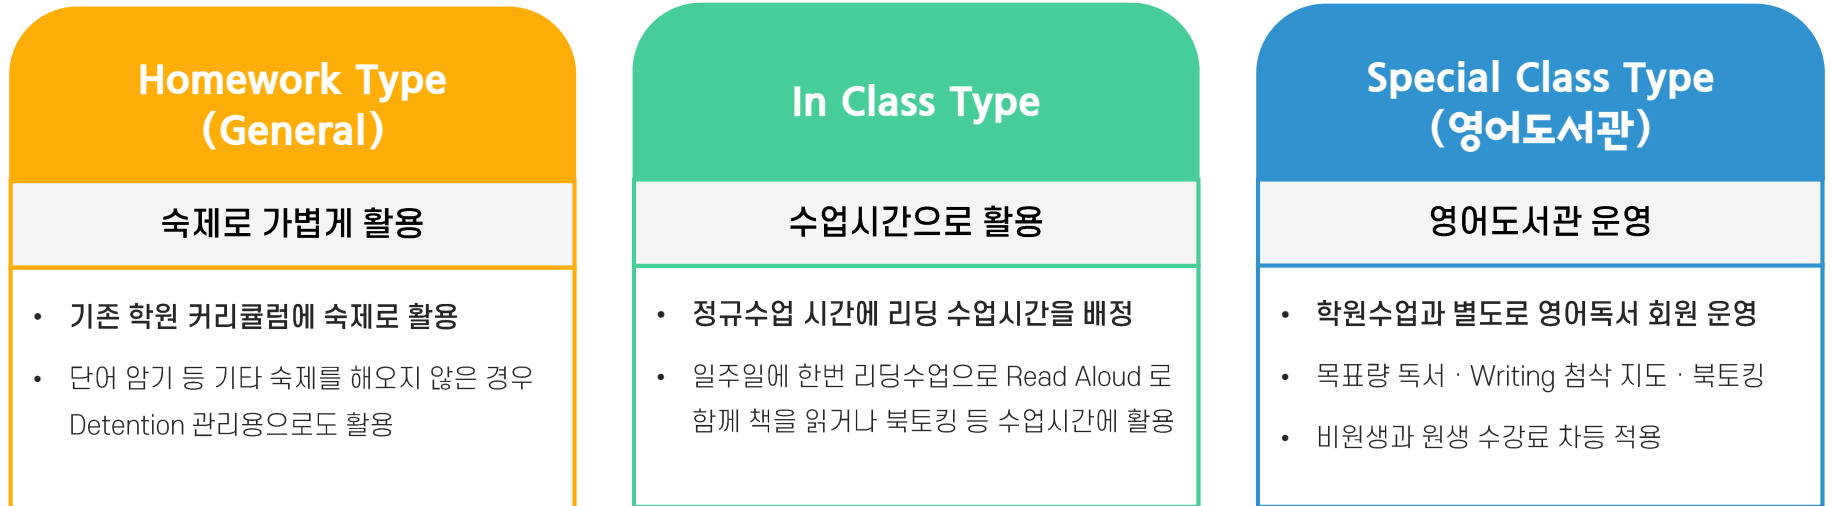 Homework Type
(General)
숙제로 가볍게 활용
• 기존 학원 커리큘럼에 숙제로 활용
• 단어 암기 등 기타 숙제를 해오지 않은 경우
Detention 관리용으로도 활용
In Class Type
수업시간으로 활용
• 정규수업 시간에 리딩 수업시간을 배정
• 일주일에 한번 리딩수업으로 Read Aloud 로
함께 책을 읽거나 북토킹 등 수업시간에 활용
Special Class Type
(영어도서관)
영어도서관 운영
• 학원수업과 별도로 영어독서 회원 운영
• 목표량 독서 · Writing 첨삭 지도 · 북토킹
• 비원생과 원생 수강료 차등 적용